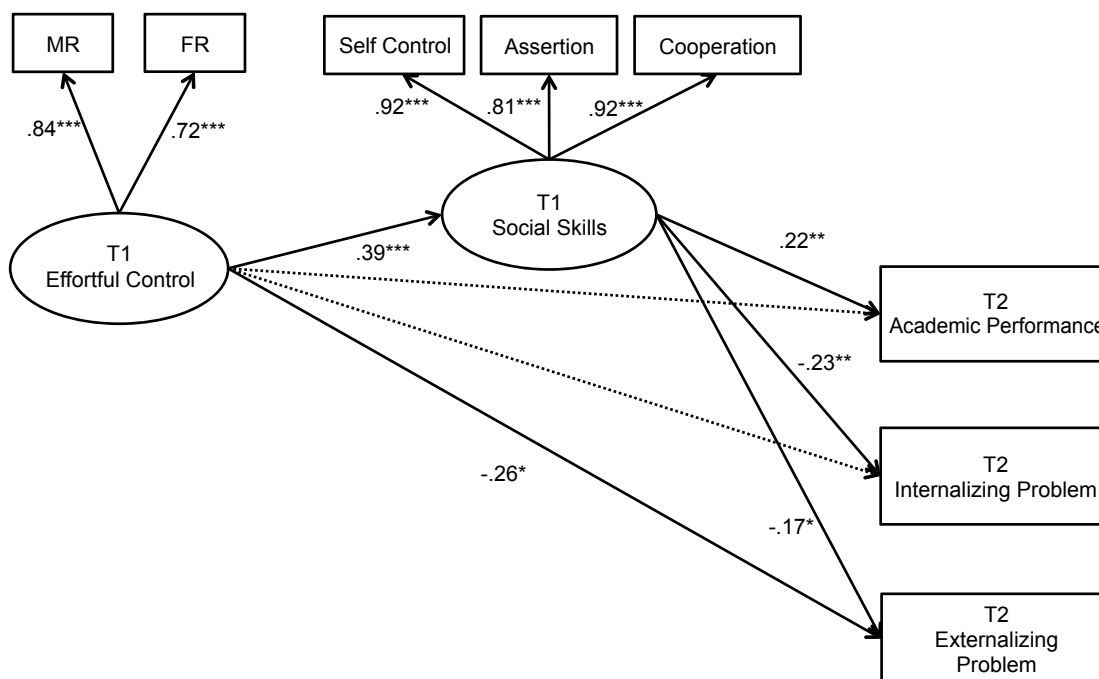 MR
FR
Self Control
Assertion
Cooperation
.84***
.72***
.92***
.81***
.92***
T1
Social Skills
T1
Effortful Control
.39***
.22**
T2
Academic Performance
-.23**
T2
Internalizing Problem
-.26*
-.17*
T2
Externalizing
Problem